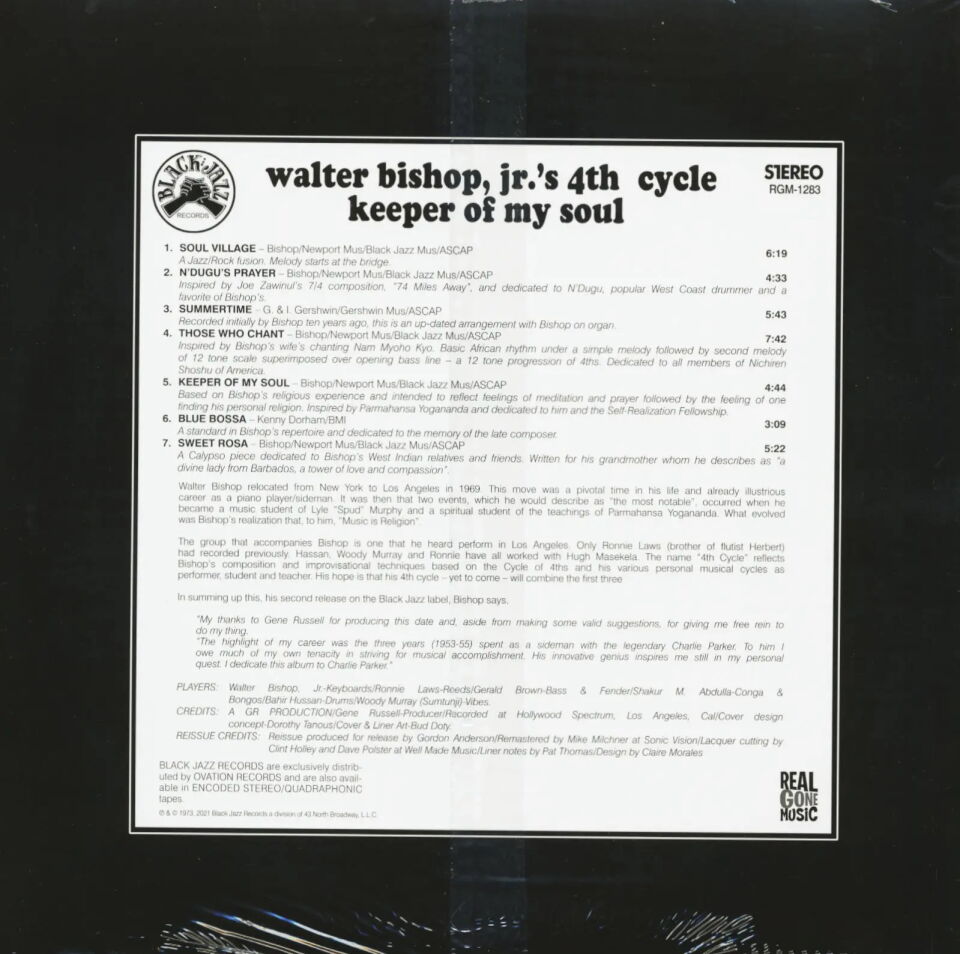 BLACK JAZZ
RECORDS
walter bishop, jr.'s 4th cycle
keeper of my soul
STEREO
RGM-1283
1. SOUL VILLAGE – Bishop/Newport Mus/Black Jazz Mus/ASCAP 6:19
A Jazz/Rock fusion. Melody starts at the bridge.
2. N'DUGU'S PRAYER – Bishop/Newport Mus/Black Jazz Mus/ASCAP 4:33
Inspired by Joe Zawinul's 7/4 composition, "74 Miles Away", and dedicated to N'Dugu, popular West Coast drummer and a
favorite of Bishop's.
3. SUMMERTIME – G. & I. Gershwin/Gershwin Mus/ASCAP 5:43
Recorded initially by Bishop ten years ago, this is an up-dated arrangement with Bishop on organ.
4. THOSE WHO CHANT – Bishop/Newport Mus/Black Jazz Mus/ASCAP 7:42
Inspired by Bishop's wife's chanting Nam Myoho Kyo. Basic African rhythm under a simple melody followed by second melody
of 12 tone scale superimposed over opening bass line – a 12 tone progression of 4ths. Dedicated to all members of Nichiren
Shoshu of America.
5. KEEPER OF MY SOUL – Bishop/Newport Mus/Black Jazz Mus/ASCAP 4:44
Based on Bishop's religious experience and intended to reflect feelings of meditation and prayer followed by the feeling of one
finding his personal religion. Inspired by Parmahansa Yogananda and dedicated to him and the Self-Realization Fellowship.
6. BLUE BOSSA – Kenny Dorham/BMI 3:09
A standard in Bishop's repertoire and dedicated to the memory of the late composer.
7. SWEET ROSA – Bishop/Newport Mus/Black Jazz Mus/ASCAP 5:22
A Calypso piece dedicated to Bishop's West Indian relatives and friends. Written for his grandmother whom he describes as "a
divine lady from Barbados, a tower of love and compassion".
Walter Bishop relocated from New York to Los Angeles in 1969. This move was a pivotal time in his life and already illustrious
career as a piano player/sideman. It was then that two events, which he would describe as "the most notable", occurred when he
became a music student of Lyle "Spud" Murphy and a spiritual student of the teachings of Parmahansa Yogananda. What evolved
was Bishop's realization that, to him, "Music is Religion".
The group that accompanies Bishop is one that he heard perform in Los Angeles. Only Ronnie Laws (brother of flutist Herbert)
had recorded previously. Hassan, Woody Murray and Ronnie have all worked with Hugh Masekela. The name "4th Cycle" reflects
Bishop's composition and improvisational techniques based on the Cycle of 4ths and his various personal musical cycles as
performer, student and teacher. His hope is that his 4th cycle – yet to come – will combine the first three
In summing up this, his second release on the Black Jazz label, Bishop says,
"My thanks to Gene Russell for producing this date and, aside from making some valid suggestions, for giving me free rein to
do my thing.
"The highlight of my career was the three years (1953-55) spent as a sideman with the legendary Charlie Parker. To him I
owe much of my own tenacity in striving for musical accomplishment. His innovative genius inspires me still in my personal
quest. I dedicate this album to Charlie Parker."
PLAYERS: Walter Bishop, Jr.-Keyboards/Ronnie Laws-Reeds/Gerald Brown-Bass & Fender/Shakur M. Abdulla-Conga &
Bongos/Bahir Hussan-Drums/Woody Murray (Sumtunji)-Vibes.
CREDITS: A GR PRODUCTION/Gene Russell-Producer/Recorded at Hollywood Spectrum, Los Angeles, Cal/Cover design
concept-Dorothy Tanous/Cover & Liner Art-Bud Doty.
REISSUE CREDITS: Reissue produced for release by Gordon Anderson/Remastered by Mike Milchner at Sonic Vision/Lacquer cutting by
Clint Holley and Dave Polster at Well Made Music/Liner notes by Pat Thomas/Design by Claire Morales
BLACK JAZZ RECORDS are exclusively distrib-
uted by OVATION RECORDS and are also avail-
able in ENCODED STEREO/QUADRAPHONIC
tapes.
℗ & © 1973, 2021 Black Jazz Records a division of 43 North Broadway, L.L.C.
REAL
GONE
MUSIC